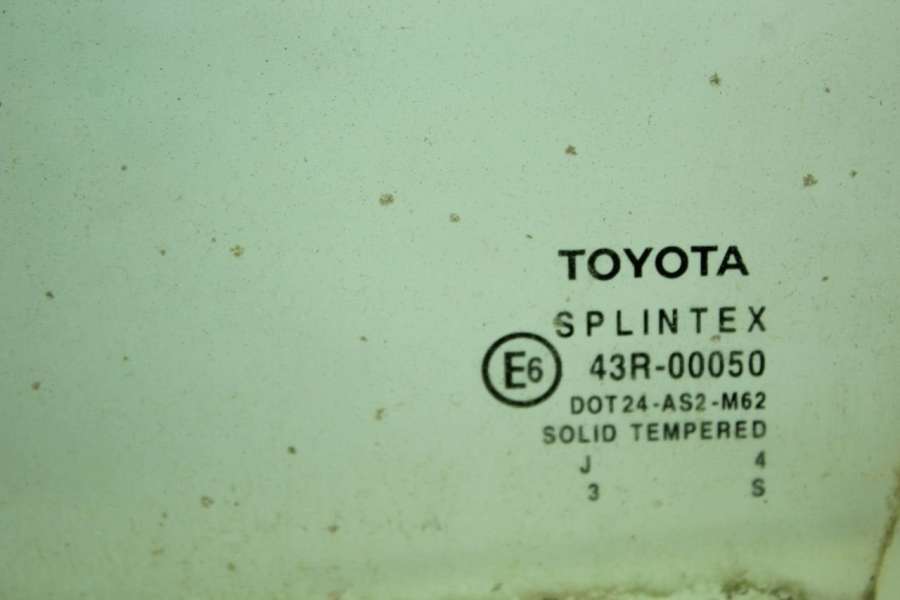 TOYOTA
SPLINTEX
E6 43R-00050
DOT24-AS2-M62
SOLID TEMPERED
J 4
3 S